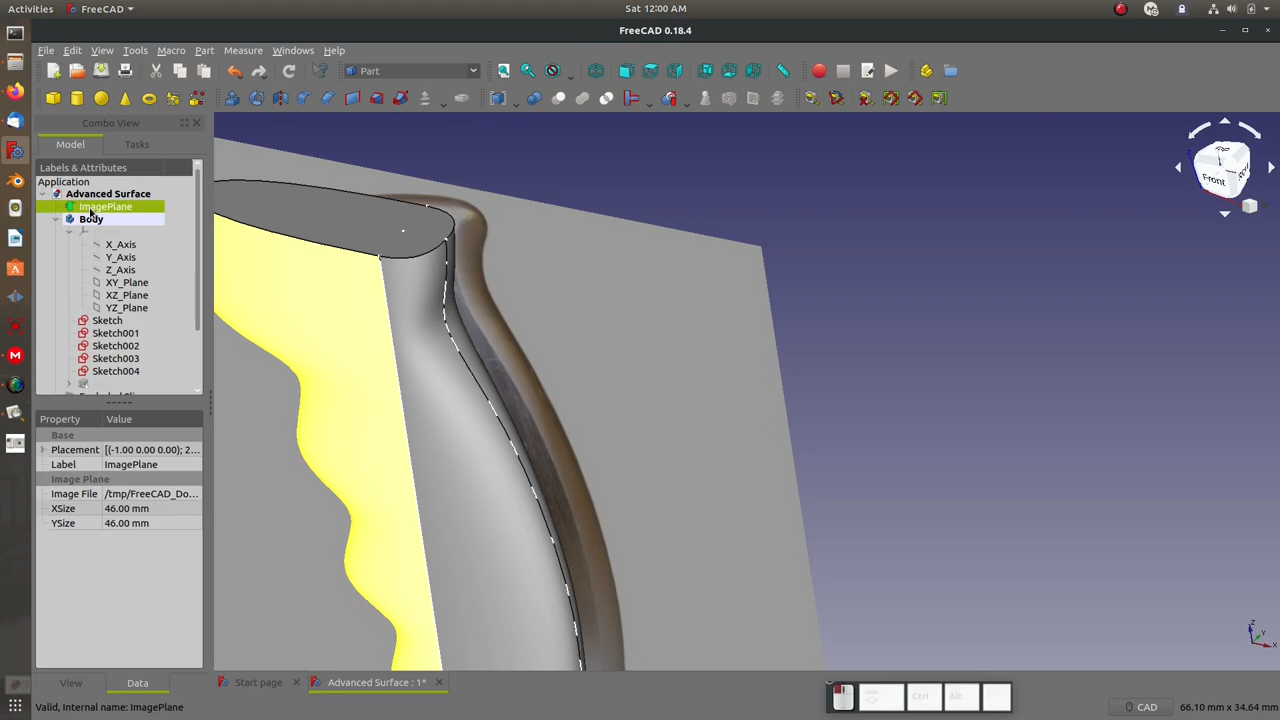 Activities
FreeCAD
Sat 12:00 AM
FreeCAD 0.18.4
File Edit View Tools Macro Part Measure Windows Help
Part
Combo View
Model Tasks
Labels & Attributes
Application
Advanced Surface
ImagePlane
Body
X_Axis
Y_Axis
Z_Axis
XY_Plane
XZ_Plane
YZ_Plane
Sketch
Sketch001
Sketch002
Sketch003
Sketch004
Property Value
Base
Placement [(-1.00 0.00 0.00); 2...
Label ImagePlane
Image Plane
Image File /tmp/FreeCAD_Do...
XSize 46.00 mm
YSize 46.00 mm
View Data
Start page
Advanced Surface : 1*
Front
Z
Y
X
Ctrl
Alt
Valid, Internal name: ImagePlane
CAD
66.10 mm x 34.64 mm